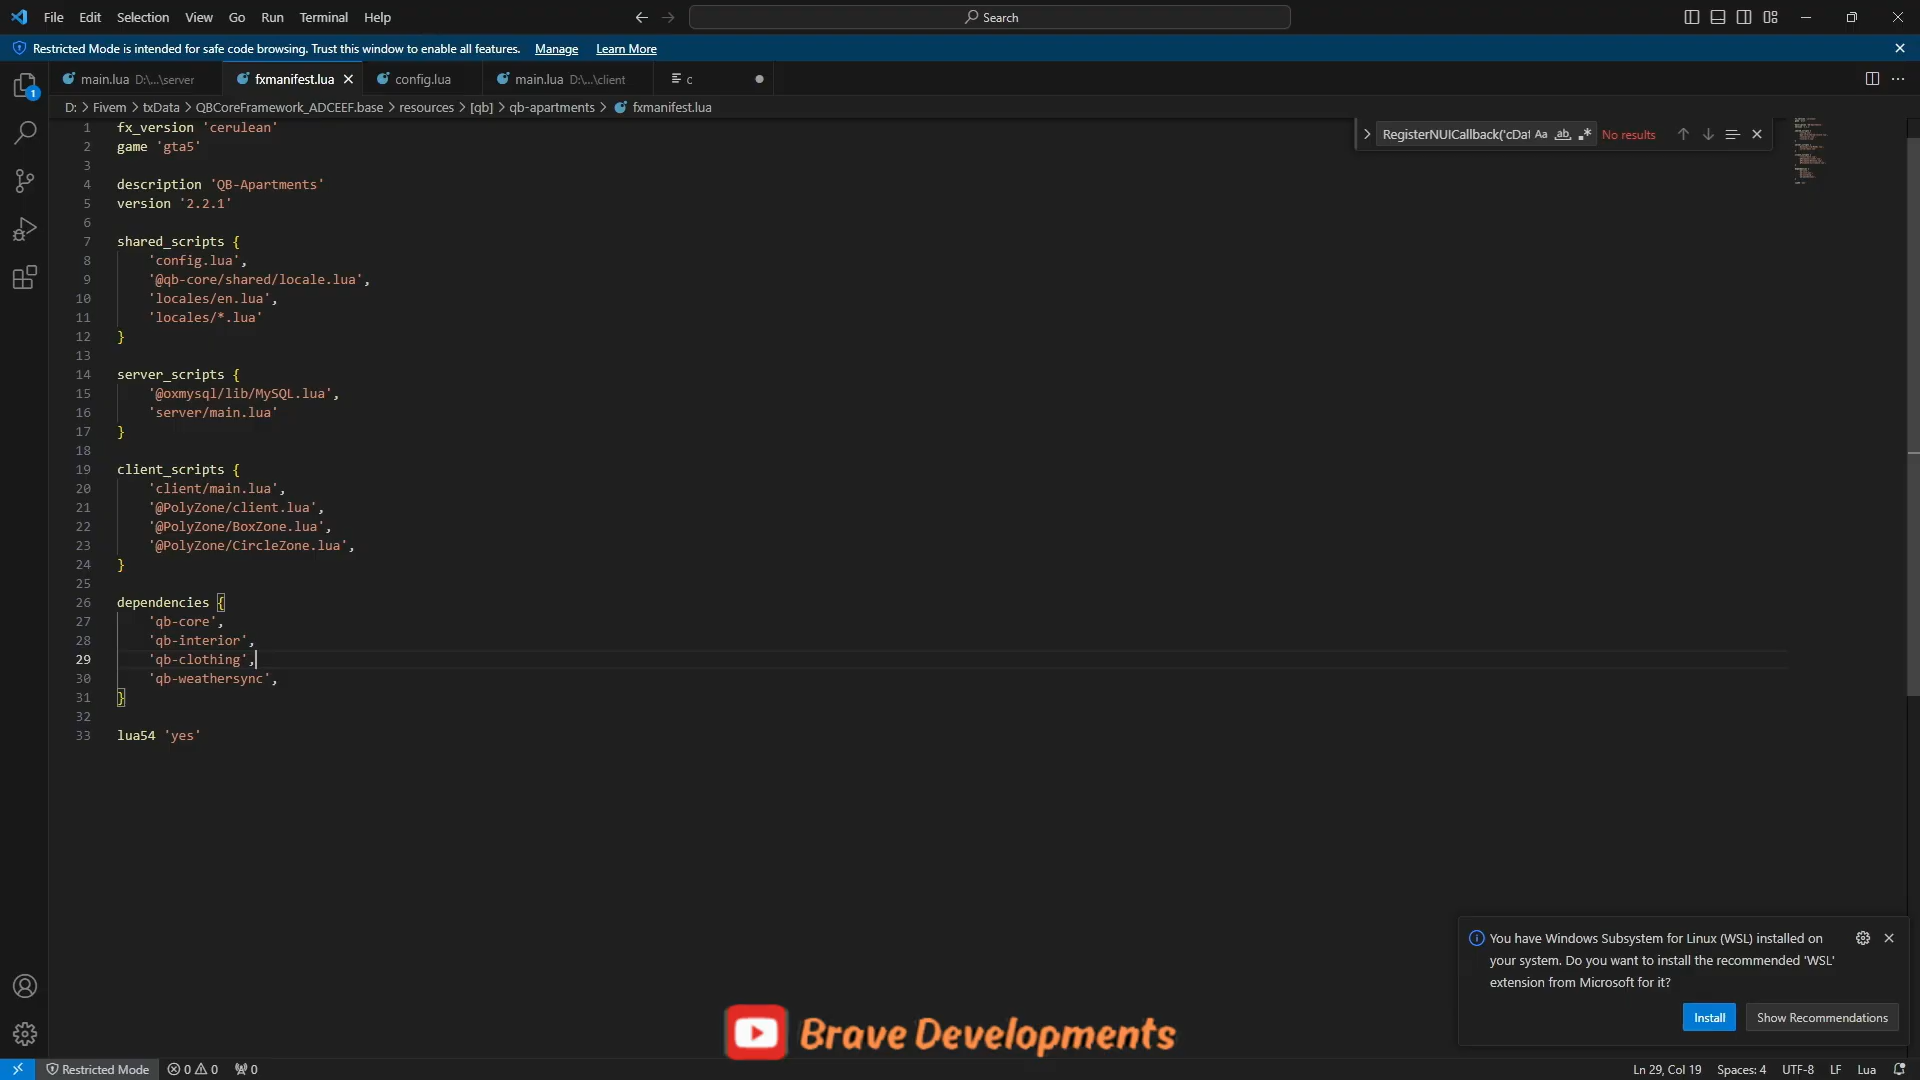 File Edit Selection View Go Run Terminal Help Search
Restricted Mode is intended for safe code browsing. Trust this window to enable all features. Manage Learn More
main.lua D:\...\server fxmanifest.lua config.lua main.lua D:\...\client c
1
D: > Fivem > txData > QBCoreFramework_ADCEEF.base > resources > [qb] > qb-apartments > fxmanifest.lua
RegisterNUICallback('cDat Aa ab .* No results
1 fx_version 'cerulean'
2 game 'gta5'
3
4 description 'QB-Apartments'
5 version '2.2.1'
6
7 shared_scripts {
8 'config.lua',
9 '@qb-core/shared/locale.lua',
10 'locales/en.lua',
11 'locales/*.lua'
12 }
13
14 server_scripts {
15 '@oxmysql/lib/MySQL.lua',
16 'server/main.lua'
17 }
18
19 client_scripts {
20 'client/main.lua',
21 '@PolyZone/client.lua',
22 '@PolyZone/BoxZone.lua',
23 '@PolyZone/CircleZone.lua',
24 }
25
26 dependencies {
27 'qb-core',
28 'qb-interior',
29 'qb-clothing',
30 'qb-weathersync',
31 }
32
33 lua54 'yes'
You have Windows Subsystem for Linux (WSL) installed on
your system. Do you want to install the recommended 'WSL'
extension from Microsoft for it?
Install Show Recommendations
Brave Developments
Restricted Mode 0 0 0 Ln 29, Col 19 Spaces: 4 UTF-8 LF Lua